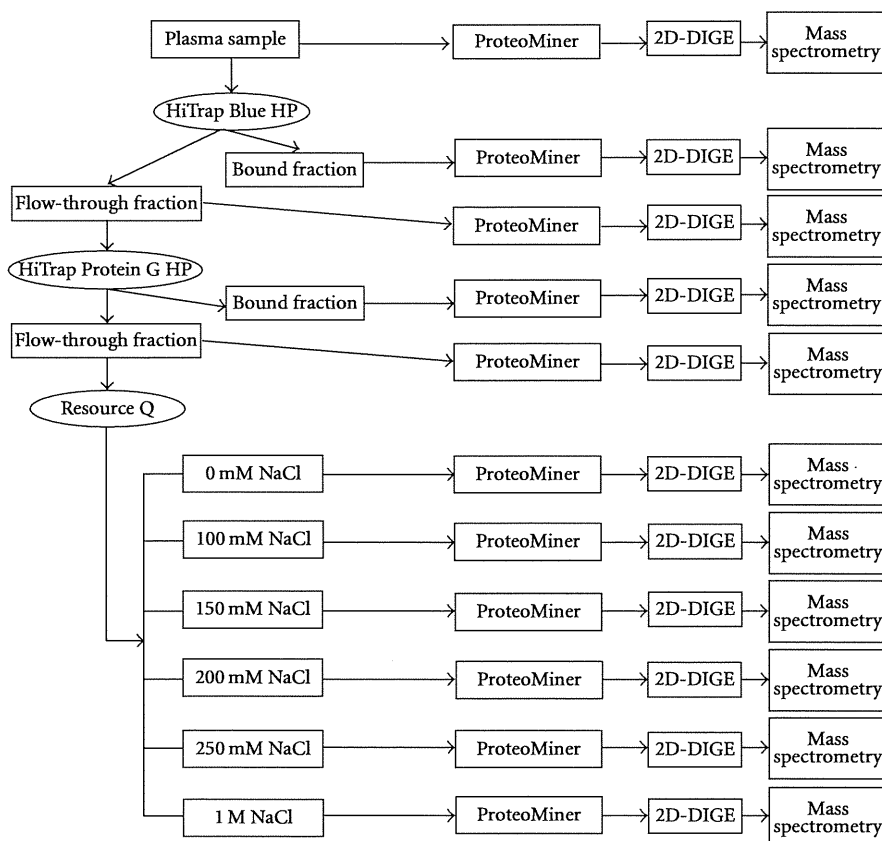 Plasma sample
ProteoMiner
2D-DIGE
Mass
spectrometry
HiTrap Blue HP
Bound fraction
ProteoMiner
2D-DIGE
Mass
spectrometry
Flow-through fraction
ProteoMiner
2D-DIGE
Mass
spectrometry
HiTrap Protein G HP
Bound fraction
ProteoMiner
2D-DIGE
Mass
spectrometry
Flow-through fraction
ProteoMiner
2D-DIGE
Mass
spectrometry
Resource Q
0 mM NaCl
ProteoMiner
2D-DIGE
Mass
spectrometry
100 mM NaCl
ProteoMiner
2D-DIGE
Mass
spectrometry
150 mM NaCl
ProteoMiner
2D-DIGE
Mass
spectrometry
200 mM NaCl
ProteoMiner
2D-DIGE
Mass
spectrometry
250 mM NaCl
ProteoMiner
2D-DIGE
Mass
spectrometry
1 M NaCl
ProteoMiner
2D-DIGE
Mass
spectrometry